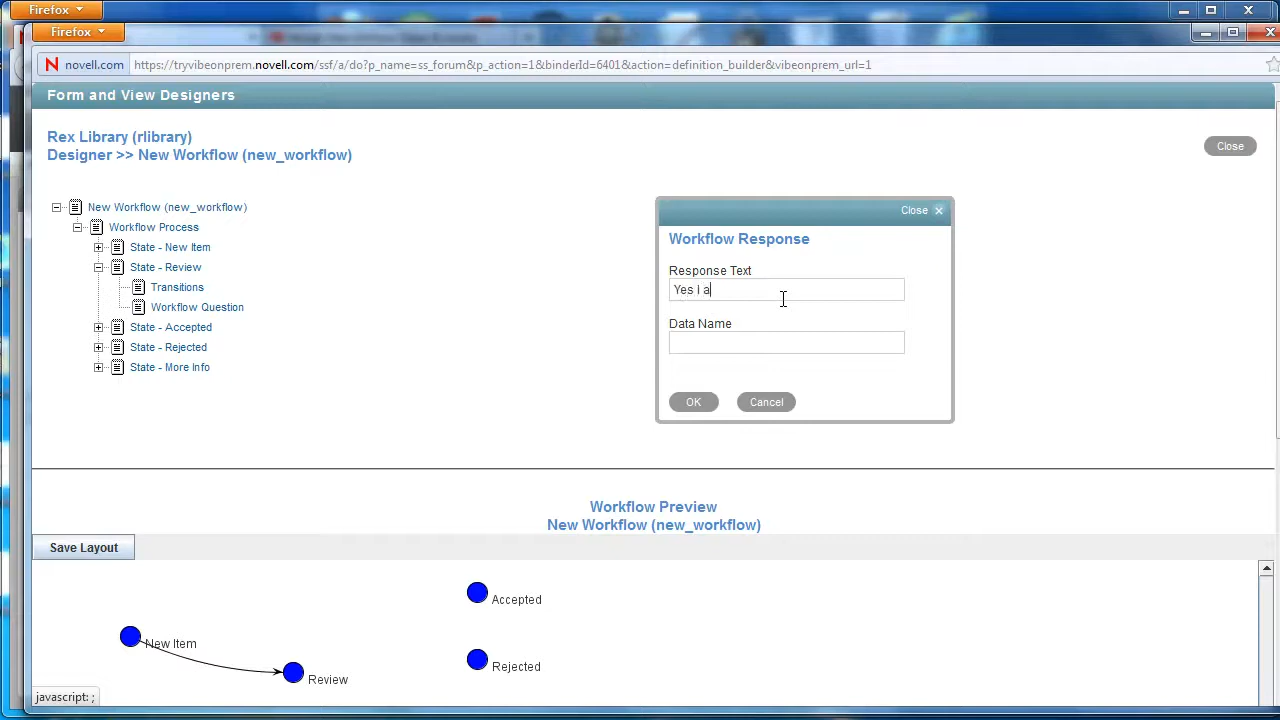 Firefox
Firefox
novell.com https://tryvibeonprem.novell.com/ssf/a/do?p_name=ss_forum&p_action=1&binderId=6401&action=definition_builder&vibeonprem_url=1
Form and View Designers
Rex Library (rlibrary)
Designer >> New Workflow (new_workflow)
Close
New Workflow (new_workflow)
Workflow Process
State - New Item
State - Review
Transitions
Workflow Question
State - Accepted
State - Rejected
State - More Info
Close
Workflow Response
Response Text
Yes I a
Data Name
OK Cancel
Workflow Preview
New Workflow (new_workflow)
Save Layout
Accepted
New Item
Rejected
Review
javascript: ;